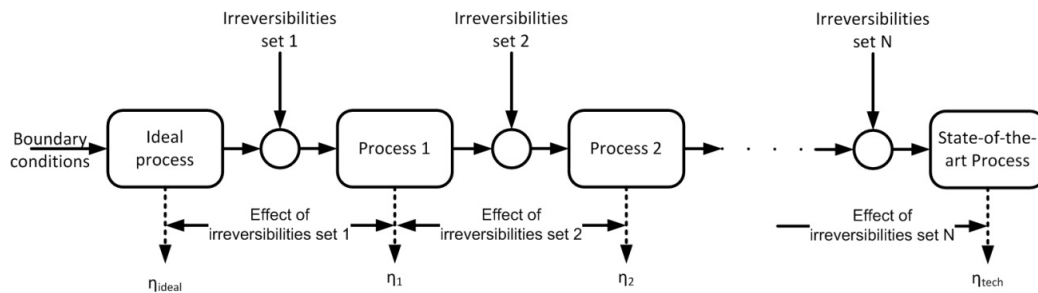 Irreversibilities
set 1
Irreversibilities
set 2
Irreversibilities
set N
Boundary
conditions
Ideal
process
Process 1
Process 2
. . . .
State-of-the-
art Process
Effect of
irreversibilities set 1
Effect of
irreversibilities set 2
Effect of
irreversibilities set N
ηideal
η1
η2
ηtech